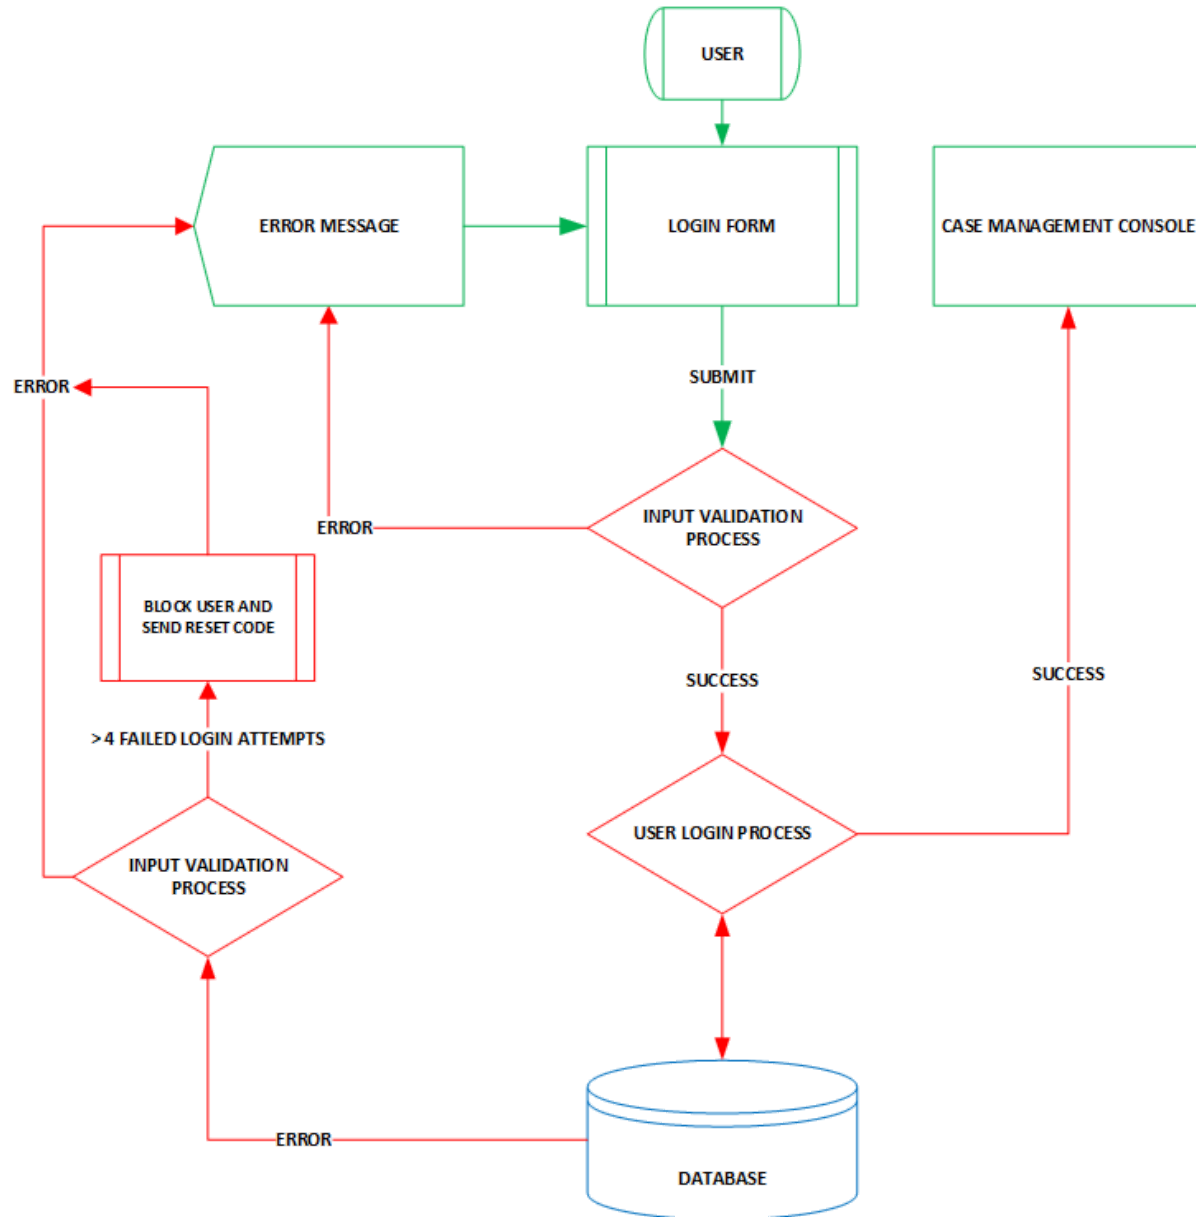 USER
ERROR MESSAGE
LOGIN FORM
CASE MANAGEMENT CONSOLE
SUBMIT
ERROR
INPUT VALIDATION
PROCESS
ERROR
BLOCK USER AND
SEND RESET CODE
SUCCESS
SUCCESS
> 4 FAILED LOGIN ATTEMPTS
USER LOGIN PROCESS
INPUT VALIDATION
PROCESS
ERROR
DATABASE